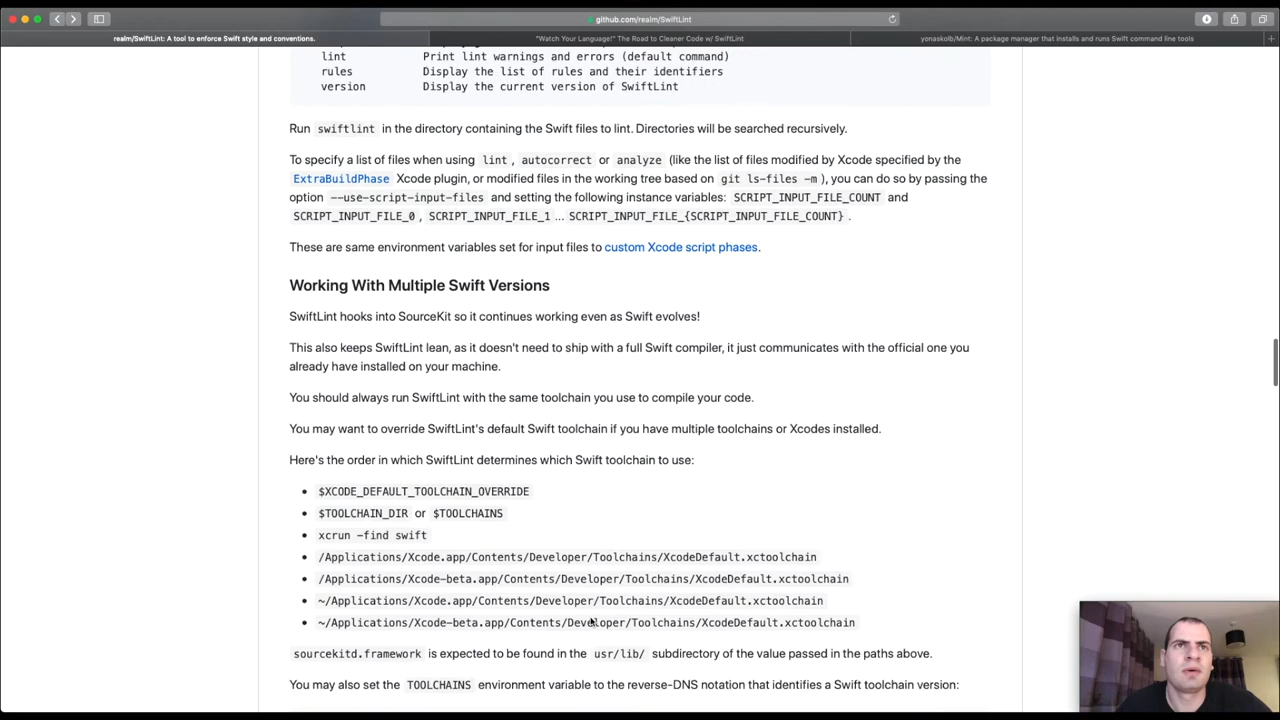 github.com/realm/SwiftLint
realm/SwiftLint: A tool to enforce Swift style and conventions.
"Watch Your Language!" The Road to Cleaner Code w/ SwiftLint
yonaskolb/Mint: A package manager that installs and runs Swift command line tools
lint Print lint warnings and errors (default command)
rules Display the list of rules and their identifiers
version Display the current version of SwiftLint
Run swiftlint in the directory containing the Swift files to lint. Directories will be searched recursively.
To specify a list of files when using lint , autocorrect or analyze (like the list of files modified by Xcode specified by the
ExtraBuildPhase Xcode plugin, or modified files in the working tree based on git ls-files -m ), you can do so by passing the
option --use-script-input-files and setting the following instance variables: SCRIPT_INPUT_FILE_COUNT and
SCRIPT_INPUT_FILE_0 , SCRIPT_INPUT_FILE_1 ... SCRIPT_INPUT_FILE_{SCRIPT_INPUT_FILE_COUNT} .
These are same environment variables set for input files to custom Xcode script phases.
Working With Multiple Swift Versions
SwiftLint hooks into SourceKit so it continues working even as Swift evolves!
This also keeps SwiftLint lean, as it doesn't need to ship with a full Swift compiler, it just communicates with the official one you
already have installed on your machine.
You should always run SwiftLint with the same toolchain you use to compile your code.
You may want to override SwiftLint's default Swift toolchain if you have multiple toolchains or Xcodes installed.
Here's the order in which SwiftLint determines which Swift toolchain to use:
• $XCODE_DEFAULT_TOOLCHAIN_OVERRIDE
• $TOOLCHAIN_DIR or $TOOLCHAINS
• xcrun -find swift
• /Applications/Xcode.app/Contents/Developer/Toolchains/XcodeDefault.xctoolchain
• /Applications/Xcode-beta.app/Contents/Developer/Toolchains/XcodeDefault.xctoolchain
• ~/Applications/Xcode.app/Contents/Developer/Toolchains/XcodeDefault.xctoolchain
• ~/Applications/Xcode-beta.app/Contents/Developer/Toolchains/XcodeDefault.xctoolchain
sourcekitd.framework is expected to be found in the usr/lib/ subdirectory of the value passed in the paths above.
You may also set the TOOLCHAINS environment variable to the reverse-DNS notation that identifies a Swift toolchain version: